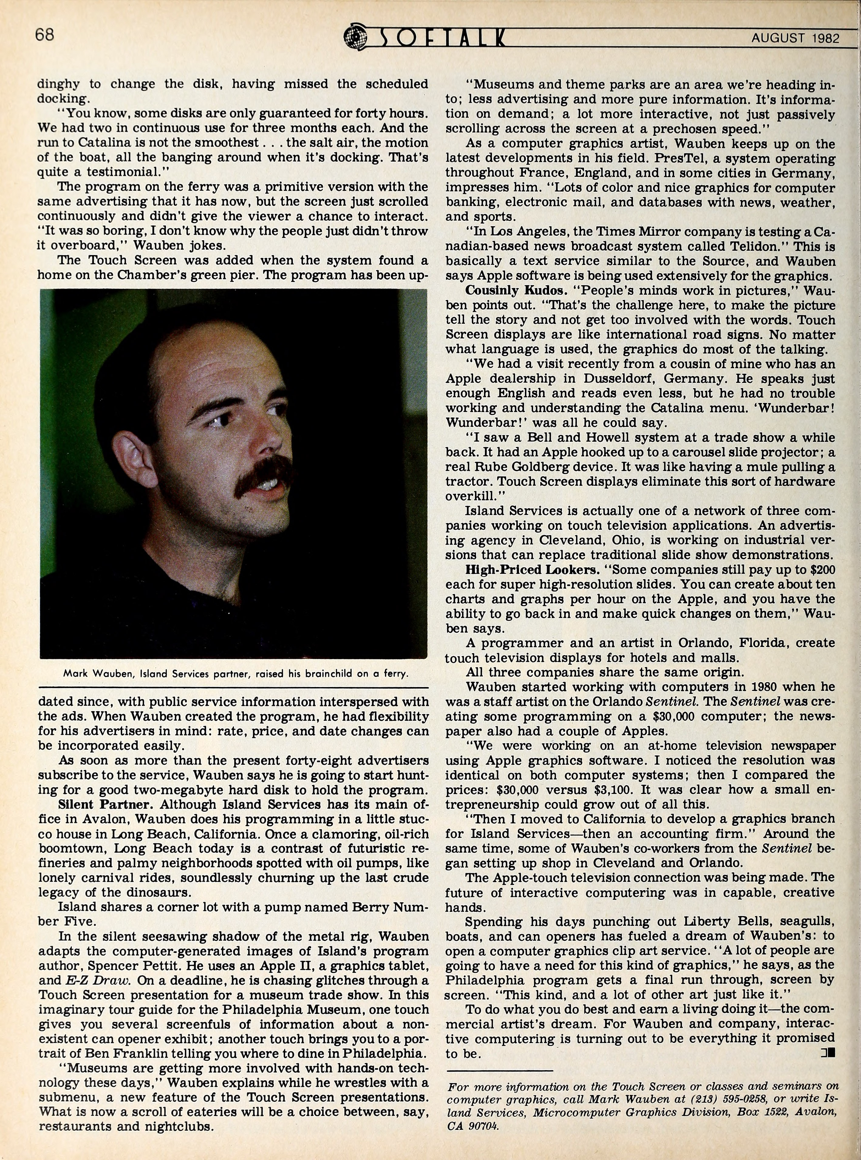 68
SOFTALK
AUGUST 1982
dinghy to change the disk, having missed the scheduled
docking.
"You know, some disks are only guaranteed for forty hours.
We had two in continuous use for three months each. And the
run to Catalina is not the smoothest . . . the salt air, the motion
of the boat, all the banging around when it's docking. That's
quite a testimonial."
The program on the ferry was a primitive version with the
same advertising that it has now, but the screen just scrolled
continuously and didn't give the viewer a chance to interact.
"It was so boring, I don't know why the people just didn't throw
it overboard," Wauben jokes.
The Touch Screen was added when the system found a
home on the Chamber's green pier. The program has been up-
Mark Wauben, Island Services partner, raised his brainchild on a ferry.
dated since, with public service information interspersed with
the ads. When Wauben created the program, he had flexibility
for his advertisers in mind: rate, price, and date changes can
be incorporated easily.
As soon as more than the present forty-eight advertisers
subscribe to the service, Wauben says he is going to start hunt-
ing for a good two-megabyte hard disk to hold the program.
Silent Partner. Although Island Services has its main of-
fice in Avalon, Wauben does his programming in a little stuc-
co house in Long Beach, California. Once a clamoring, oil-rich
boomtown, Long Beach today is a contrast of futuristic re-
fineries and palmy neighborhoods spotted with oil pumps, like
lonely carnival rides, soundlessly churning up the last crude
legacy of the dinosaurs.
Island shares a corner lot with a pump named Berry Num-
ber Five.
In the silent seesawing shadow of the metal rig, Wauben
adapts the computer-generated images of Island's program
author, Spencer Pettit. He uses an Apple II, a graphics tablet,
and E-Z Draw. On a deadline, he is chasing glitches through a
Touch Screen presentation for a museum trade show. In this
imaginary tour guide for the Philadelphia Museum, one touch
gives you several screenfuls of information about a non-
existent can opener exhibit; another touch brings you to a por-
trait of Ben Franklin telling you where to dine in Philadelphia.
"Museums are getting more involved with hands-on tech-
nology these days," Wauben explains while he wrestles with a
submenu, a new feature of the Touch Screen presentations.
What is now a scroll of eateries will be a choice between, say,
restaurants and nightclubs.
"Museums and theme parks are an area we're heading in-
to; less advertising and more pure information. It's informa-
tion on demand; a lot more interactive, not just passively
scrolling across the screen at a prechosen speed."
As a computer graphics artist, Wauben keeps up on the
latest developments in his field. PresTel, a system operating
throughout France, England, and in some cities in Germany,
impresses him. "Lots of color and nice graphics for computer
banking, electronic mail, and databases with news, weather,
and sports.
"In Los Angeles, the Times Mirror company is testing a Ca-
nadian-based news broadcast system called Telidon." This is
basically a text service similar to the Source, and Wauben
says Apple software is being used extensively for the graphics.
Cousinly Kudos. "People's minds work in pictures," Wau-
ben points out. "That's the challenge here, to make the picture
tell the story and not get too involved with the words. Touch
Screen displays are like international road signs. No matter
what language is used, the graphics do most of the talking.
"We had a visit recently from a cousin of mine who has an
Apple dealership in Dusseldorf, Germany. He speaks just
enough English and reads even less, but he had no trouble
working and understanding the Catalina menu. 'Wunderbar!
Wunderbar!' was all he could say.
"I saw a Bell and Howell system at a trade show a while
back. It had an Apple hooked up to a carousel slide projector; a
real Rube Goldberg device. It was like having a mule pulling a
tractor. Touch Screen displays eliminate this sort of hardware
overkill."
Island Services is actually one of a network of three com-
panies working on touch television applications. An advertis-
ing agency in Cleveland, Ohio, is working on industrial ver-
sions that can replace traditional slide show demonstrations.
High-Priced Lookers. "Some companies still pay up to $200
each for super high-resolution slides. You can create about ten
charts and graphs per hour on the Apple, and you have the
ability to go back in and make quick changes on them," Wau-
ben says.
A programmer and an artist in Orlando, Florida, create
touch television displays for hotels and malls.
All three companies share the same origin.
Wauben started working with computers in 1980 when he
was a staff artist on the Orlando Sentinel. The Sentinel was cre-
ating some programming on a $30,000 computer; the news-
paper also had a couple of Apples.
"We were working on an at-home television newspaper
using Apple graphics software. I noticed the resolution was
identical on both computer systems; then I compared the
prices: $30,000 versus $3,100. It was clear how a small en-
trepreneurship could grow out of all this.
"Then I moved to California to develop a graphics branch
for Island Services—then an accounting firm." Around the
same time, some of Wauben's co-workers from the Sentinel be-
gan setting up shop in Cleveland and Orlando.
The Apple-touch television connection was being made. The
future of interactive computering was in capable, creative
hands.
Spending his days punching out Liberty Bells, seagulls,
boats, and can openers has fueled a dream of Wauben's: to
open a computer graphics clip art service. "A lot of people are
going to have a need for this kind of graphics," he says, as the
Philadelphia program gets a final run through, screen by
screen. "This kind, and a lot of other art just like it."
To do what you do best and earn a living doing it—the com-
mercial artist's dream. For Wauben and company, interac-
tive computering is turning out to be everything it promised
to be.
For more information on the Touch Screen or classes and seminars on
computer graphics, call Mark Wauben at (213) 595-0258, or write Is-
land Services, Microcomputer Graphics Division, Box 1522, Avalon,
CA 90704.